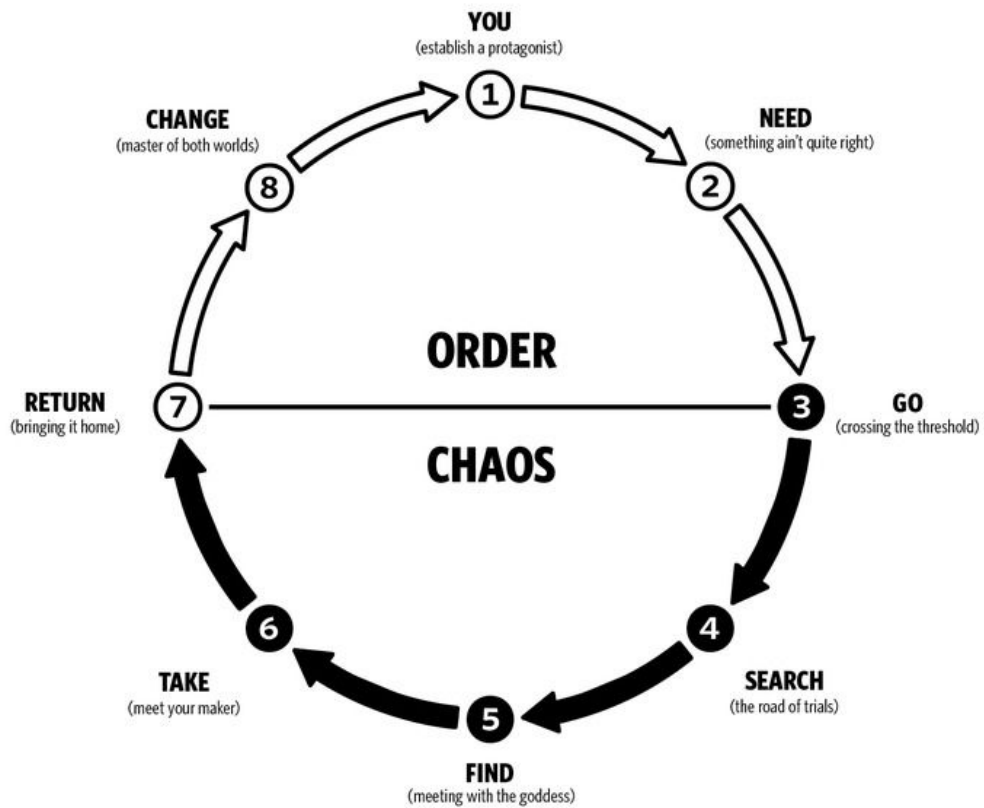 YOU
(establish a protagonist)
1
NEED
(something ain't quite right)
2
CHANGE
(master of both worlds)
8
ORDER
RETURN
(bringing it home)
7
3
GO
(crossing the threshold)
CHAOS
6
4
TAKE
(meet your maker)
SEARCH
(the road of trials)
5
FIND
(meeting with the goddess)